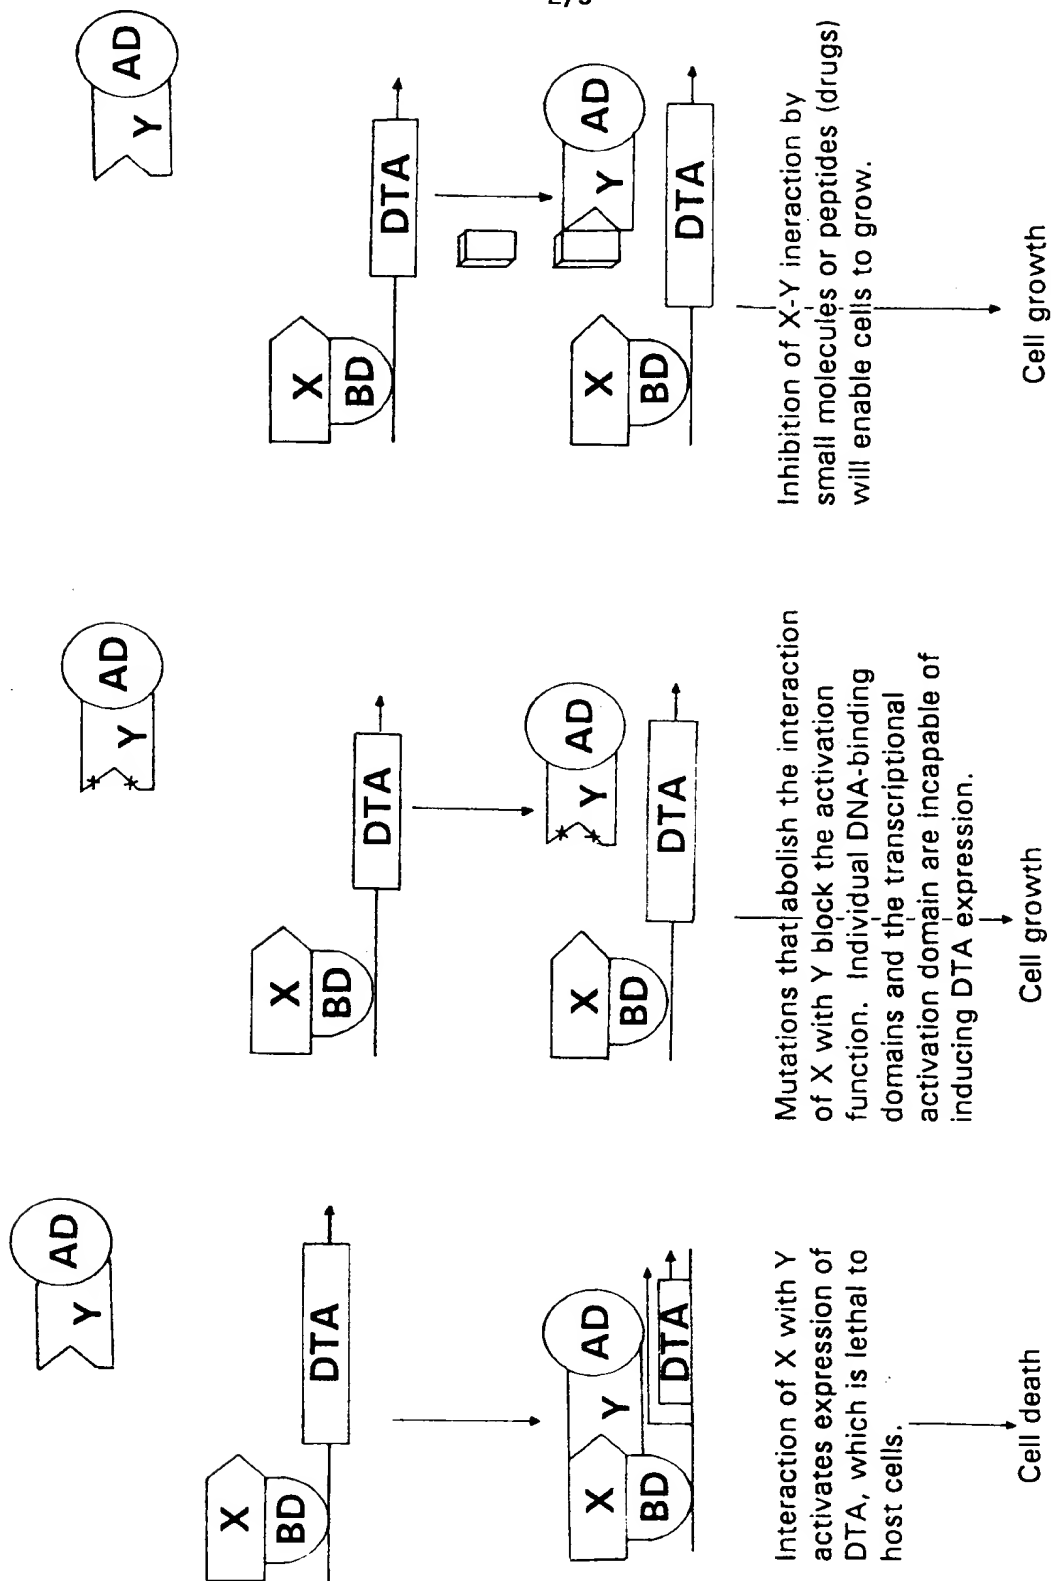 Y AD
X
BD
DTA
X Y AD
BD
DTA
Interaction of X with Y
activates expression of
DTA, which is lethal to
host cells.
Cell death
Y AD
X
BD
DTA
Y AD
X
BD
DTA
Mutations that abolish the interaction
of X with Y block the activation
function. Individual DNA-binding
domains and the transcriptional
activation domain are incapable of
inducing DTA expression.
Cell growth
Y AD
X
BD
DTA
Y AD
X
BD
DTA
Inhibition of X-Y ineraction by
small molecules or peptides (drugs)
will enable cells to grow.
Cell growth